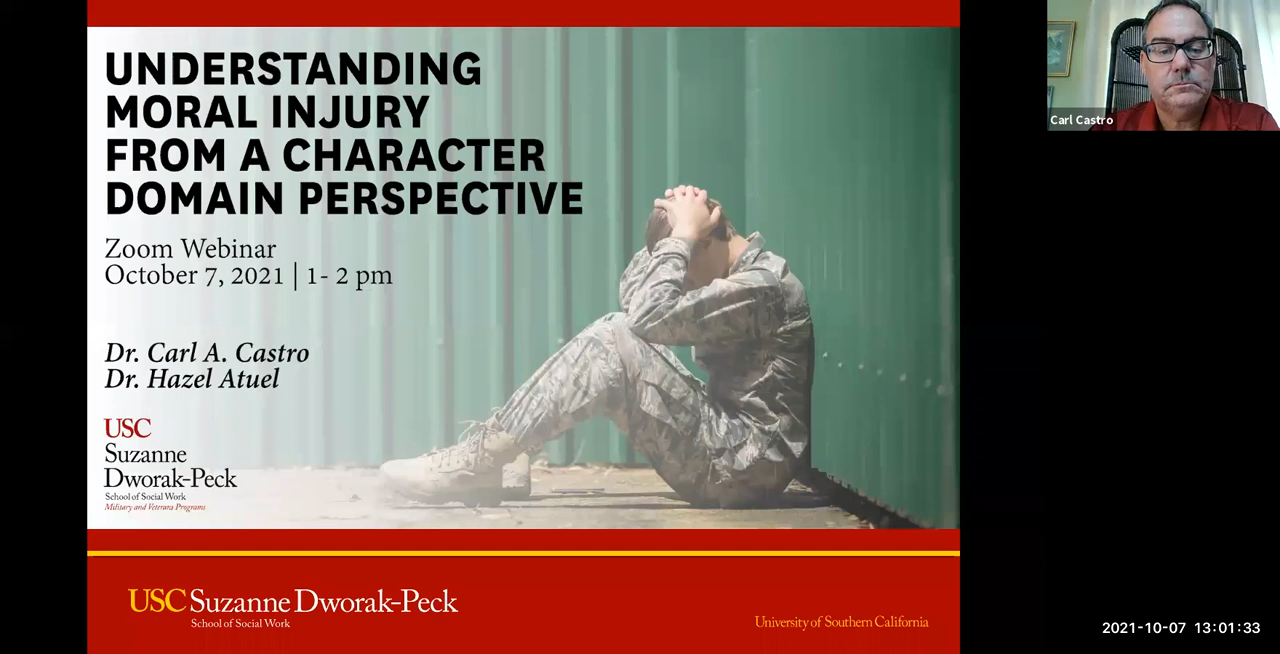 UNDERSTANDING
MORAL INJURY
FROM A CHARACTER
DOMAIN PERSPECTIVE
Zoom Webinar
October 7, 2021 | 1- 2 pm
Dr. Carl A. Castro
Dr. Hazel Atuel
USC
Suzanne
Dworak-Peck
School of Social Work
Military and Veterans Programs
USC Suzanne Dworak-Peck
School of Social Work
University of Southern California
Carl Castro
2021-10-07 13:01:33